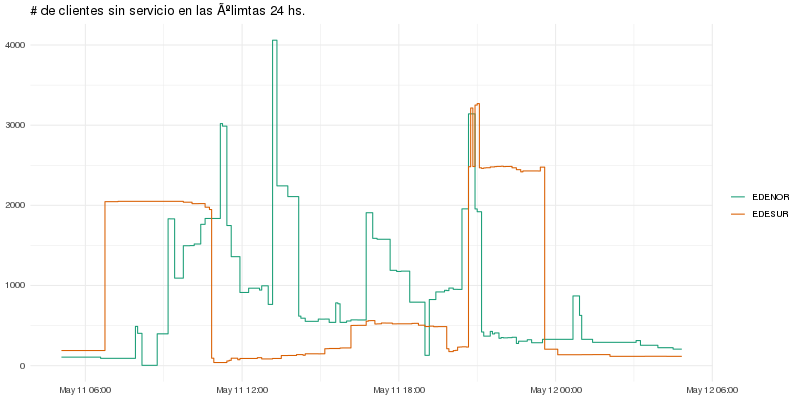 # de clientes sin servicio en las Ãºlimtas 24 hs.
4000
3000
2000
1000
0
May 11 06:00
May 11 12:00
May 11 18:00
May 12 00:00
May 12 06:00
EDENOR
EDESUR